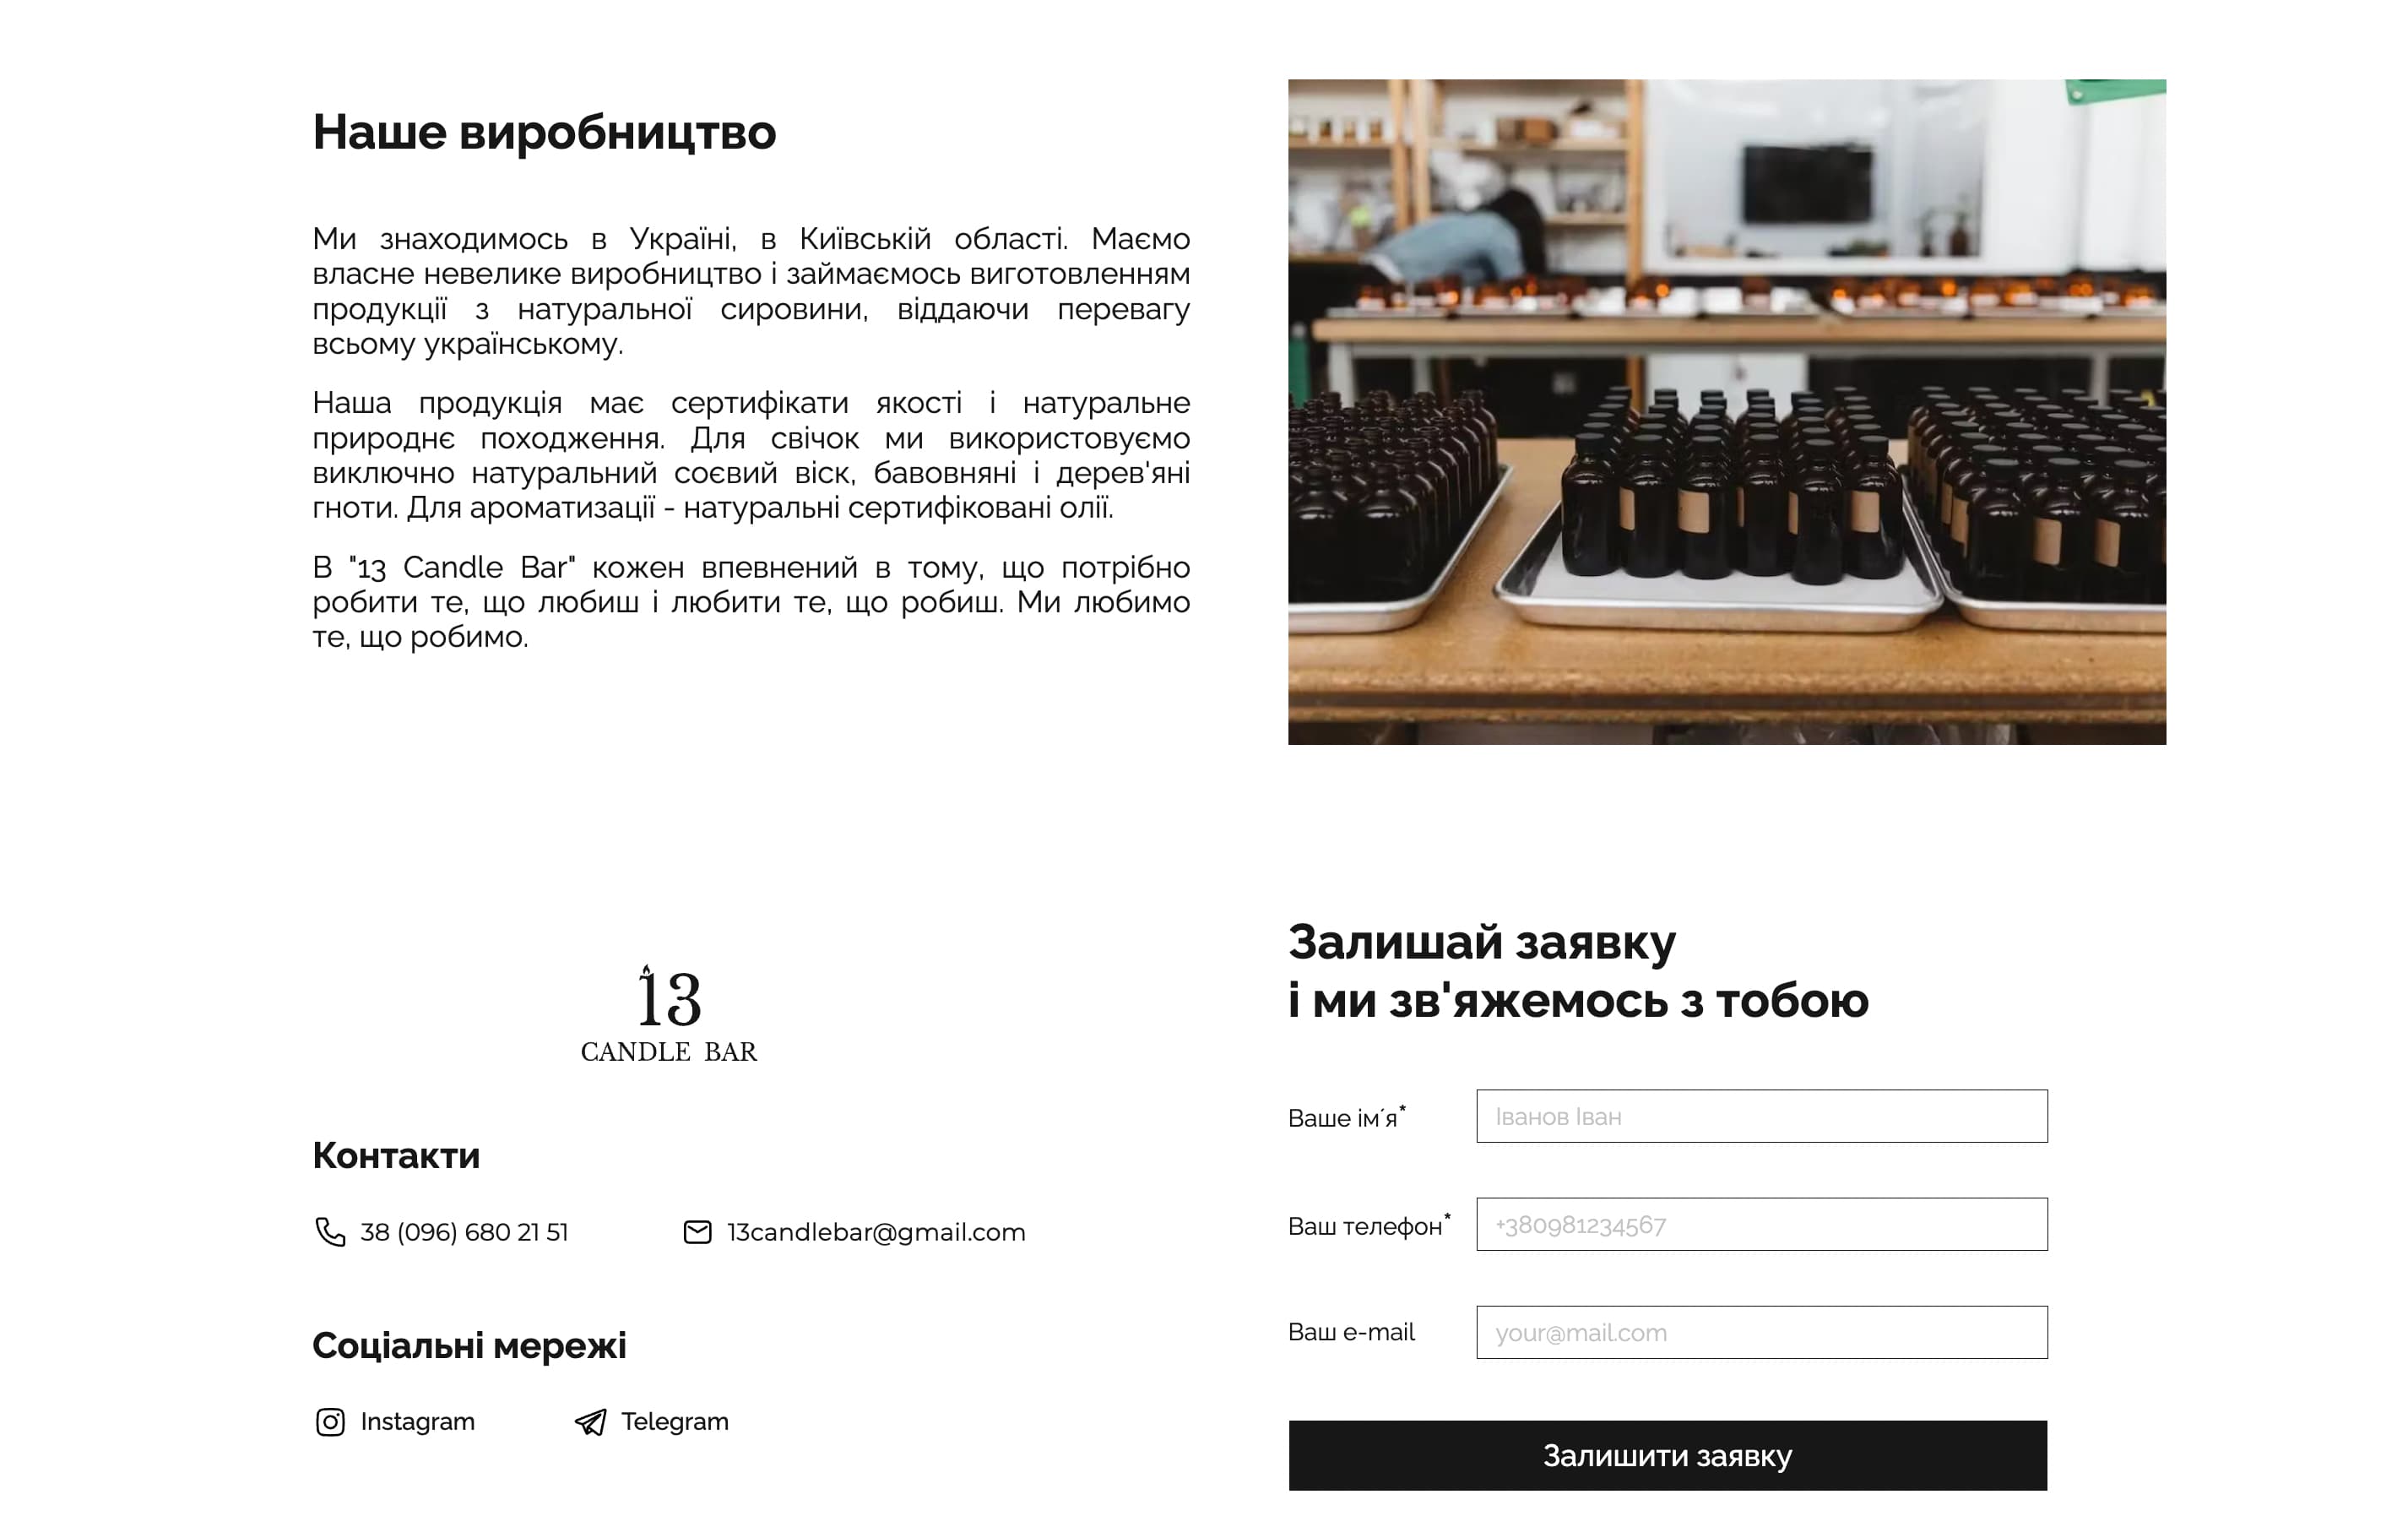 Наше виробництво
Ми знаходимось в Україні, в Київській області. Маємо
власне невелике виробництво і займаємось виготовленням
продукції з натуральної сировини, віддаючи перевагу
всьому українському.
Наша продукція має сертифікати якості і натуральне
природнє походження. Для свічок ми використовуємо
виключно натуральний соєвий віск, бавовняні і дерев'яні
гноти. Для ароматизації - натуральні сертифіковані олії.
В "13 Candle Bar" кожен впевнений в тому, що потрібно
робити те, що любиш і любити те, що робиш. Ми любимо
те, що робимо.
13
CANDLE BAR
Контакти
38 (096) 680 21 51
13candlebar@gmail.com
Соціальні мережі
Instagram
Telegram
Залишай заявку
і ми зв'яжемось з тобою
Ваше ім´я*
Іванов Іван
Ваш телефон*
+380981234567
Ваш e-mail
your@mail.com
Залишити заявку